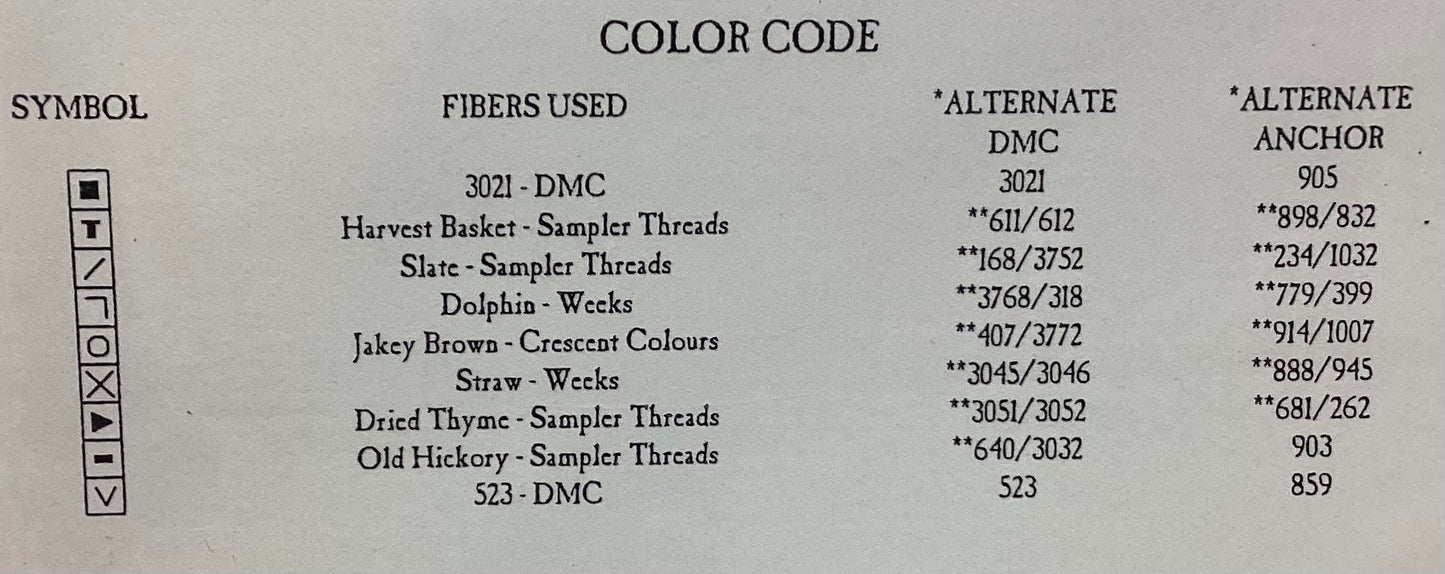 COLOR CODE
SYMBOL FIBERS USED *ALTERNATE DMC *ALTERNATE ANCHOR
■ 3021 - DMC 3021 905
T Harvest Basket - Sampler Threads **611/612 **898/832
/ Slate - Sampler Threads **168/3752 **234/1032
ㄱ Dolphin - Weeks **3768/318 **779/399
O Jakey Brown - Crescent Colours **407/3772 **914/1007
X Straw - Weeks **3045/3046 **888/945
▶ Dried Thyme - Sampler Threads **3051/3052 **681/262
- Old Hickory - Sampler Threads **640/3032 903
V 523 - DMC 523 859